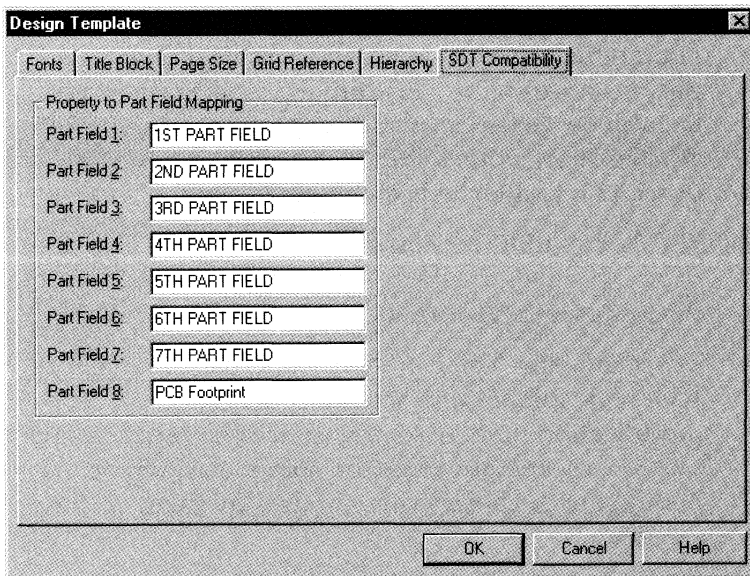 Design Template
Fonts Title Block Page Size Grid Reference Hierarchy SDT Compatibility
Property to Part Field Mapping
Part Field 1: 1ST PART FIELD
Part Field 2: 2ND PART FIELD
Part Field 3: 3RD PART FIELD
Part Field 4: 4TH PART FIELD
Part Field 5: 5TH PART FIELD
Part Field 6: 6TH PART FIELD
Part Field 7: 7TH PART FIELD
Part Field 8: PCB Footprint
OK Cancel Help